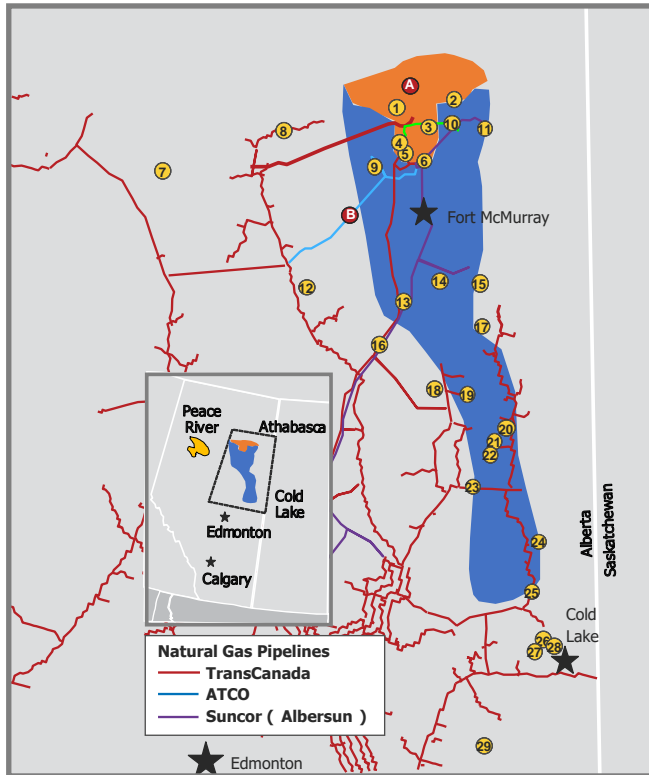 A
1
2
8
3
10
11
4
5
6
7
9
B
Fort McMurray
12
14
15
13
17
16
18
19
Peace
River
Athabasca
20
21
22
Cold
Lake
23
Edmonton
Calgary
24
Alberta
Saskatchewan
25
Cold
Lake
26
27
28
Natural Gas Pipelines
TransCanada
ATCO
Suncor ( Albersun )
29
Edmonton